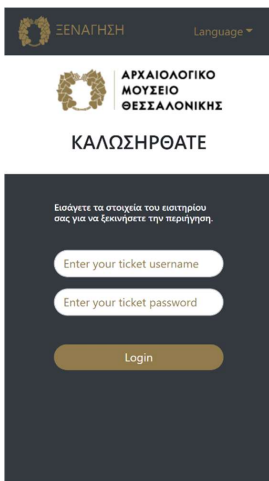 ΞΕΝΑΓΗΣΗ
Language
ΑΡΧΑΙΟΛΟΓΙΚΟ
ΜΟΥΣΕΙΟ
ΘΕΣΣΑΛΟΝΙΚΗΣ
ΚΑΛΩΣΗΡΘΑΤΕ
Εισάγετε τα στοιχεία του εισιτηρίου
σας για να ξεκινήσετε την περιήγηση.
Enter your ticket username
Enter your ticket password
Login